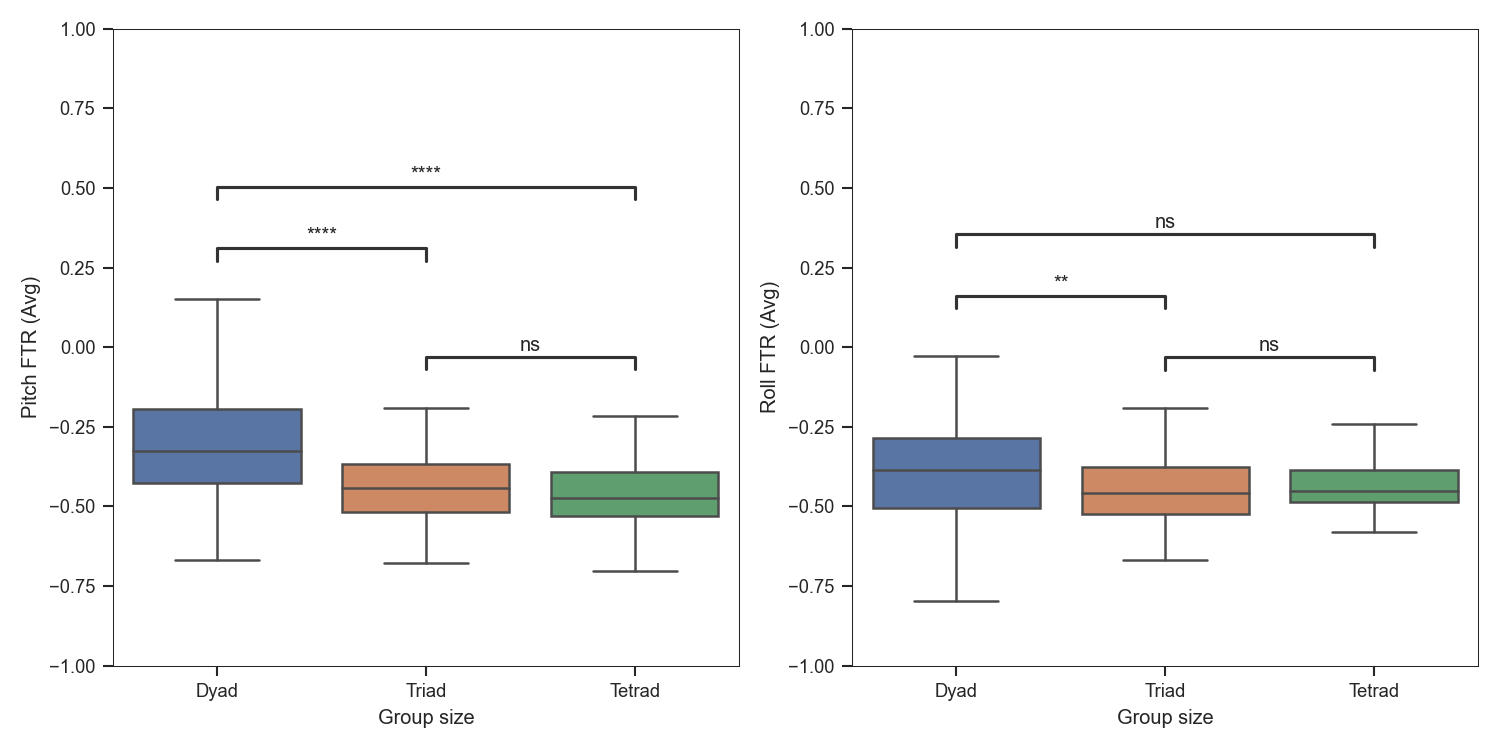 1.00
0.75
0.50
0.25
0.00
−0.25
−0.50
−0.75
−1.00
Pitch FTR (Avg)
****
****
ns
Dyad Triad Tetrad
Group size
1.00
0.75
0.50
0.25
0.00
−0.25
−0.50
−0.75
−1.00
Roll FTR (Avg)
ns
**
ns
Dyad Triad Tetrad
Group size